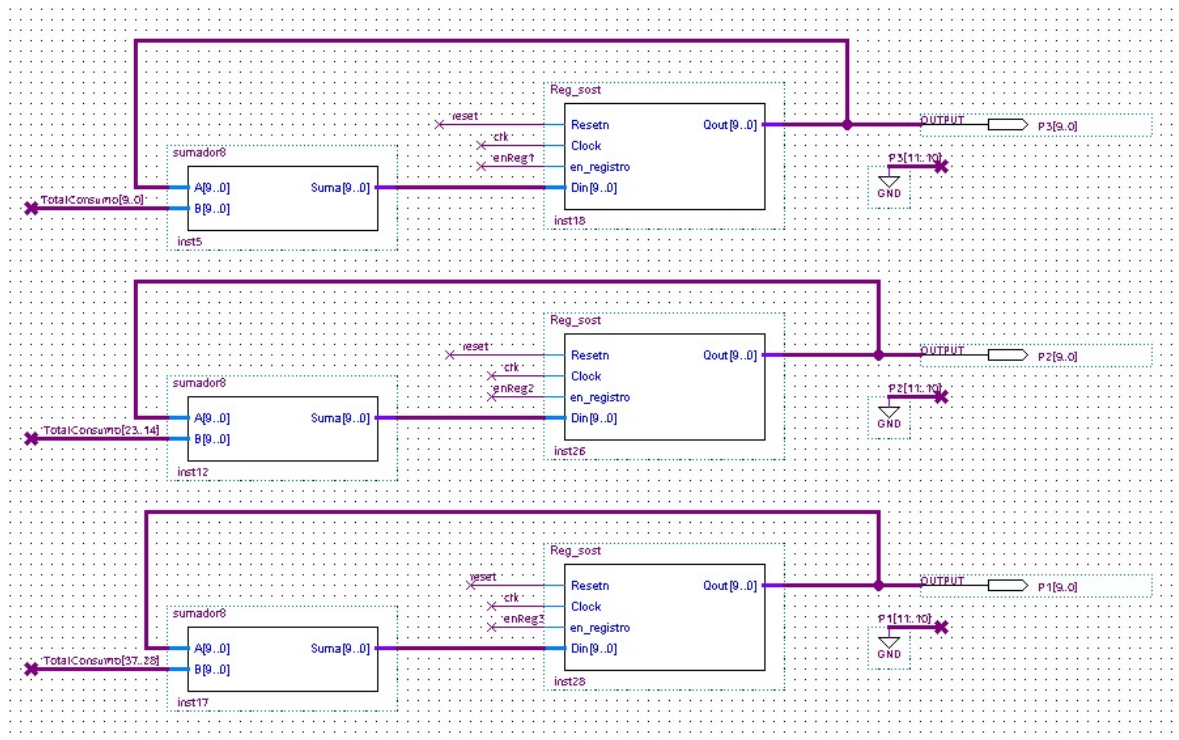 Reg_sost
reset
Resetn
Qout[9..0]
OUTPUT
P3[9..0]
clk
Clock
enReg1
en_registro
P3[11..10]
sumador8
A[9..0]
Suma[9..0]
Din[9..0]
GND
TotalConsumo[9..0]
B[9..0]
inst18
inst5
Reg_sost
reset
Resetn
Qout[9..0]
OUTPUT
P2[9..0]
clk
Clock
enReg2
en_registro
P2[11..10]
sumador8
A[9..0]
Suma[9..0]
Din[9..0]
GND
TotalConsumo[23..14]
B[9..0]
inst26
inst12
Reg_sost
reset
Resetn
Qout[9..0]
OUTPUT
P1[9..0]
clk
Clock
enReg3
en_registro
P1[11..10]
sumador8
A[9..0]
Suma[9..0]
Din[9..0]
GND
TotalConsumo[37..28]
B[9..0]
inst28
inst17